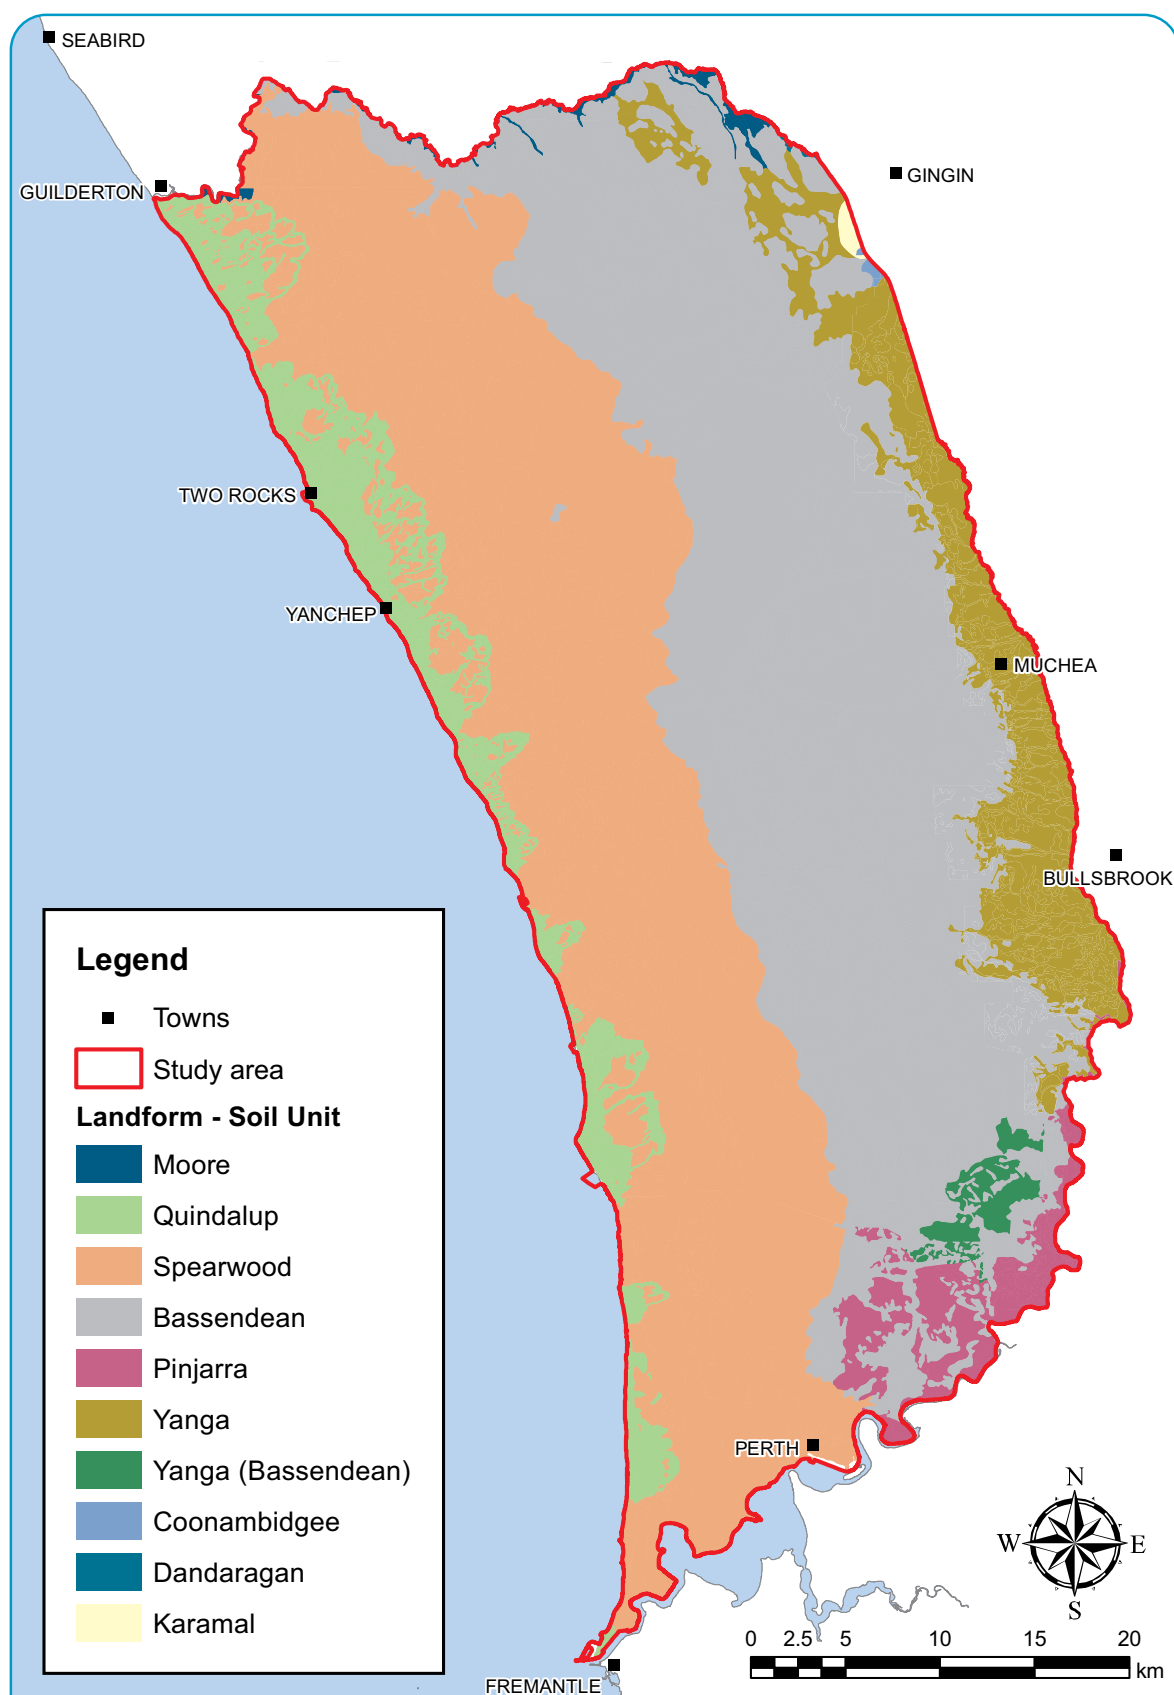 SEABIRD
GINGIN
GUILDERTON
TWO ROCKS
YANCHEP
MUCHEA
BULLSBROOK
Legend
Towns
Study area
Landform - Soil Unit
Moore
Quindalup
Spearwood
Bassendean
Pinjarra
Yanga
Yanga (Bassendean)
Coonambidgee
Dandaragan
Karamal
PERTH
FREMANTLE
N
W E
S
0 2.5 5 10 15 20
km